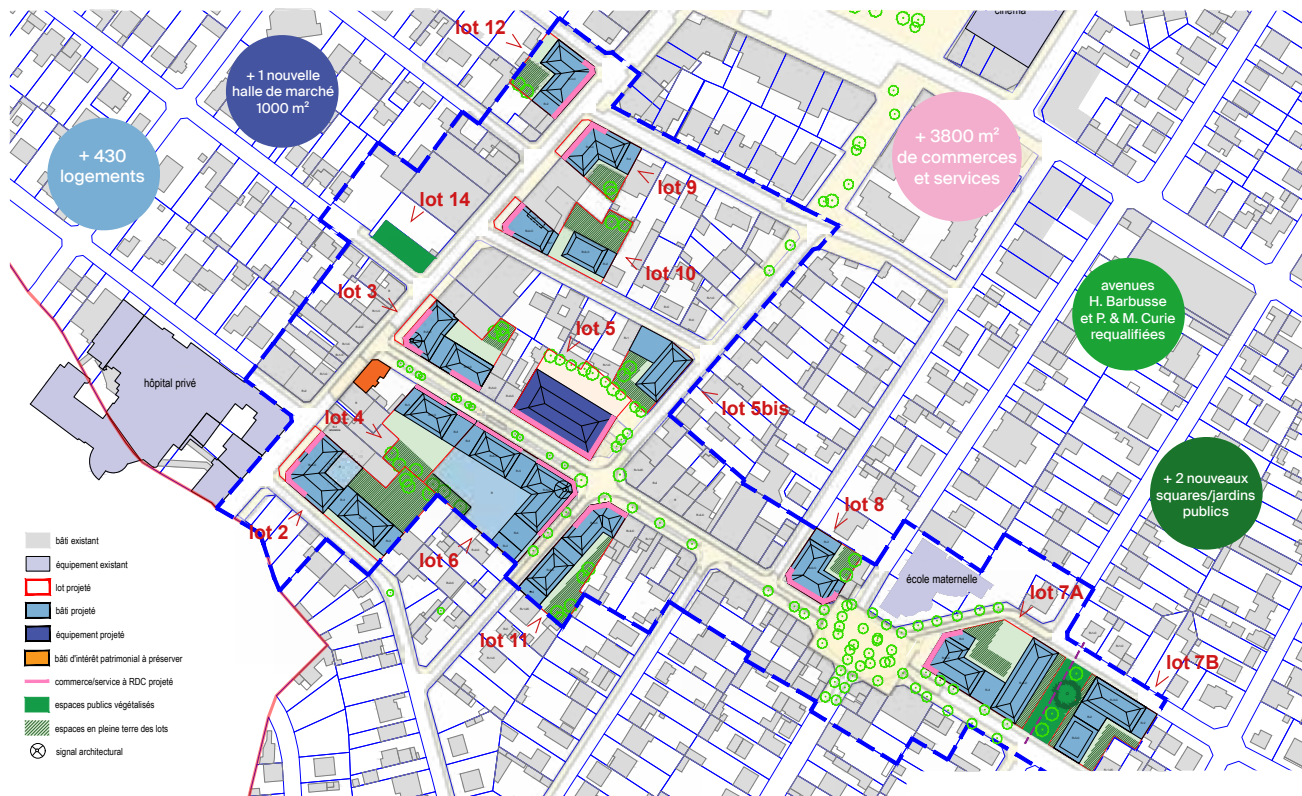 cinéma
lot 12
+ 1 nouvelle
halle de marché
1000 m²
+ 3800 m²
de commerces
et services
+ 430
logements
lot 9
lot 14
lot 10
lot 3
avenues
H. Barbusse
et P. & M. Curie
requalifiées
lot 5
hôpital privé
lot 5bis
lot 4
+ 2 nouveaux
squares/jardins
publics
lot 2
lot 8
lot 6
école maternelle
lot 7A
lot 11
lot 7B
bâti existant
équipement existant
lot projeté
bâti projeté
équipement projeté
bâti d'intérêt patrimonial à préserver
commerce/service à RDC projeté
espaces publics végétalisés
espaces en pleine terre des lots
signal architectural